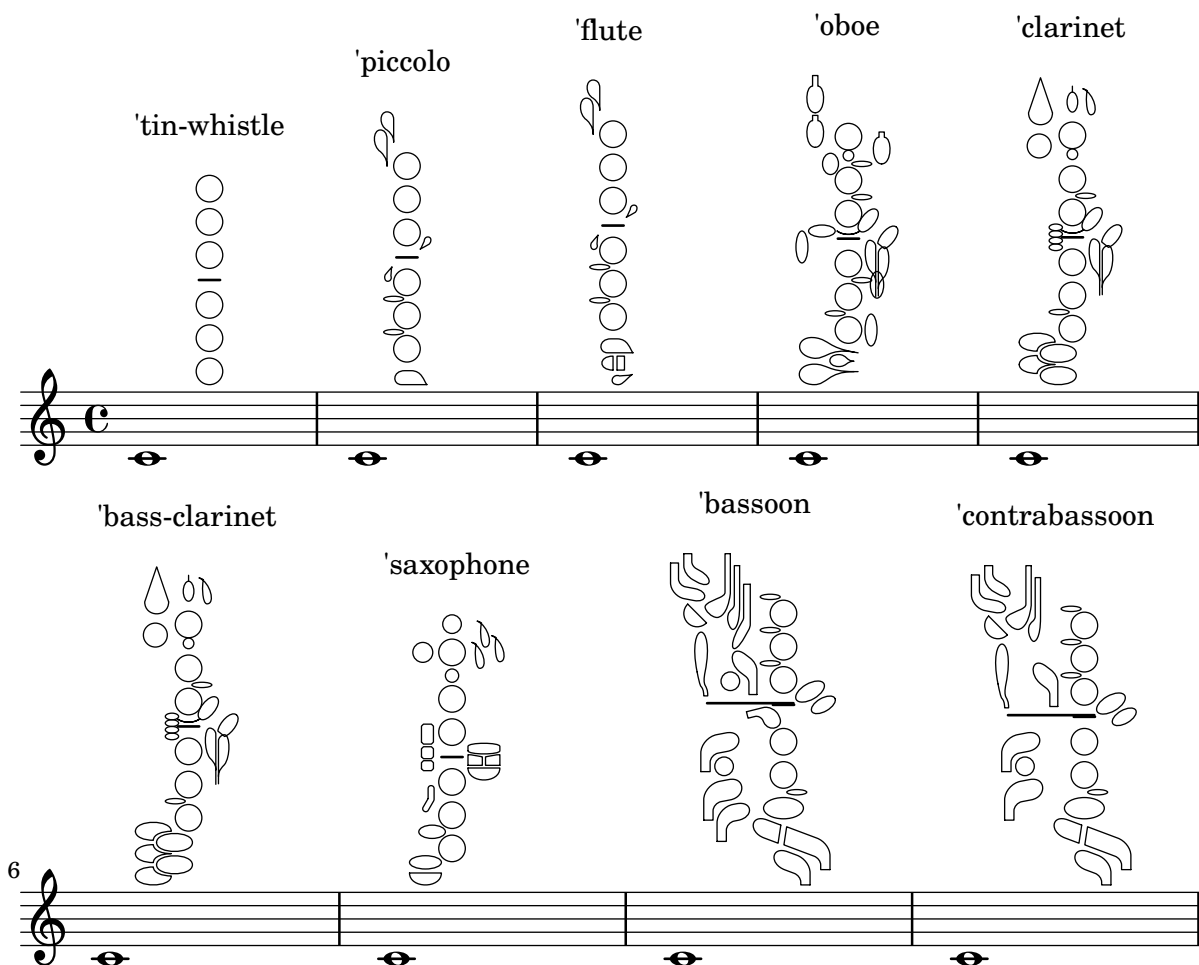 'tin-whistle
'piccolo
'flute
'oboe
'clarinet
'bass-clarinet
'saxophone
'bassoon
'contrabassoon
6